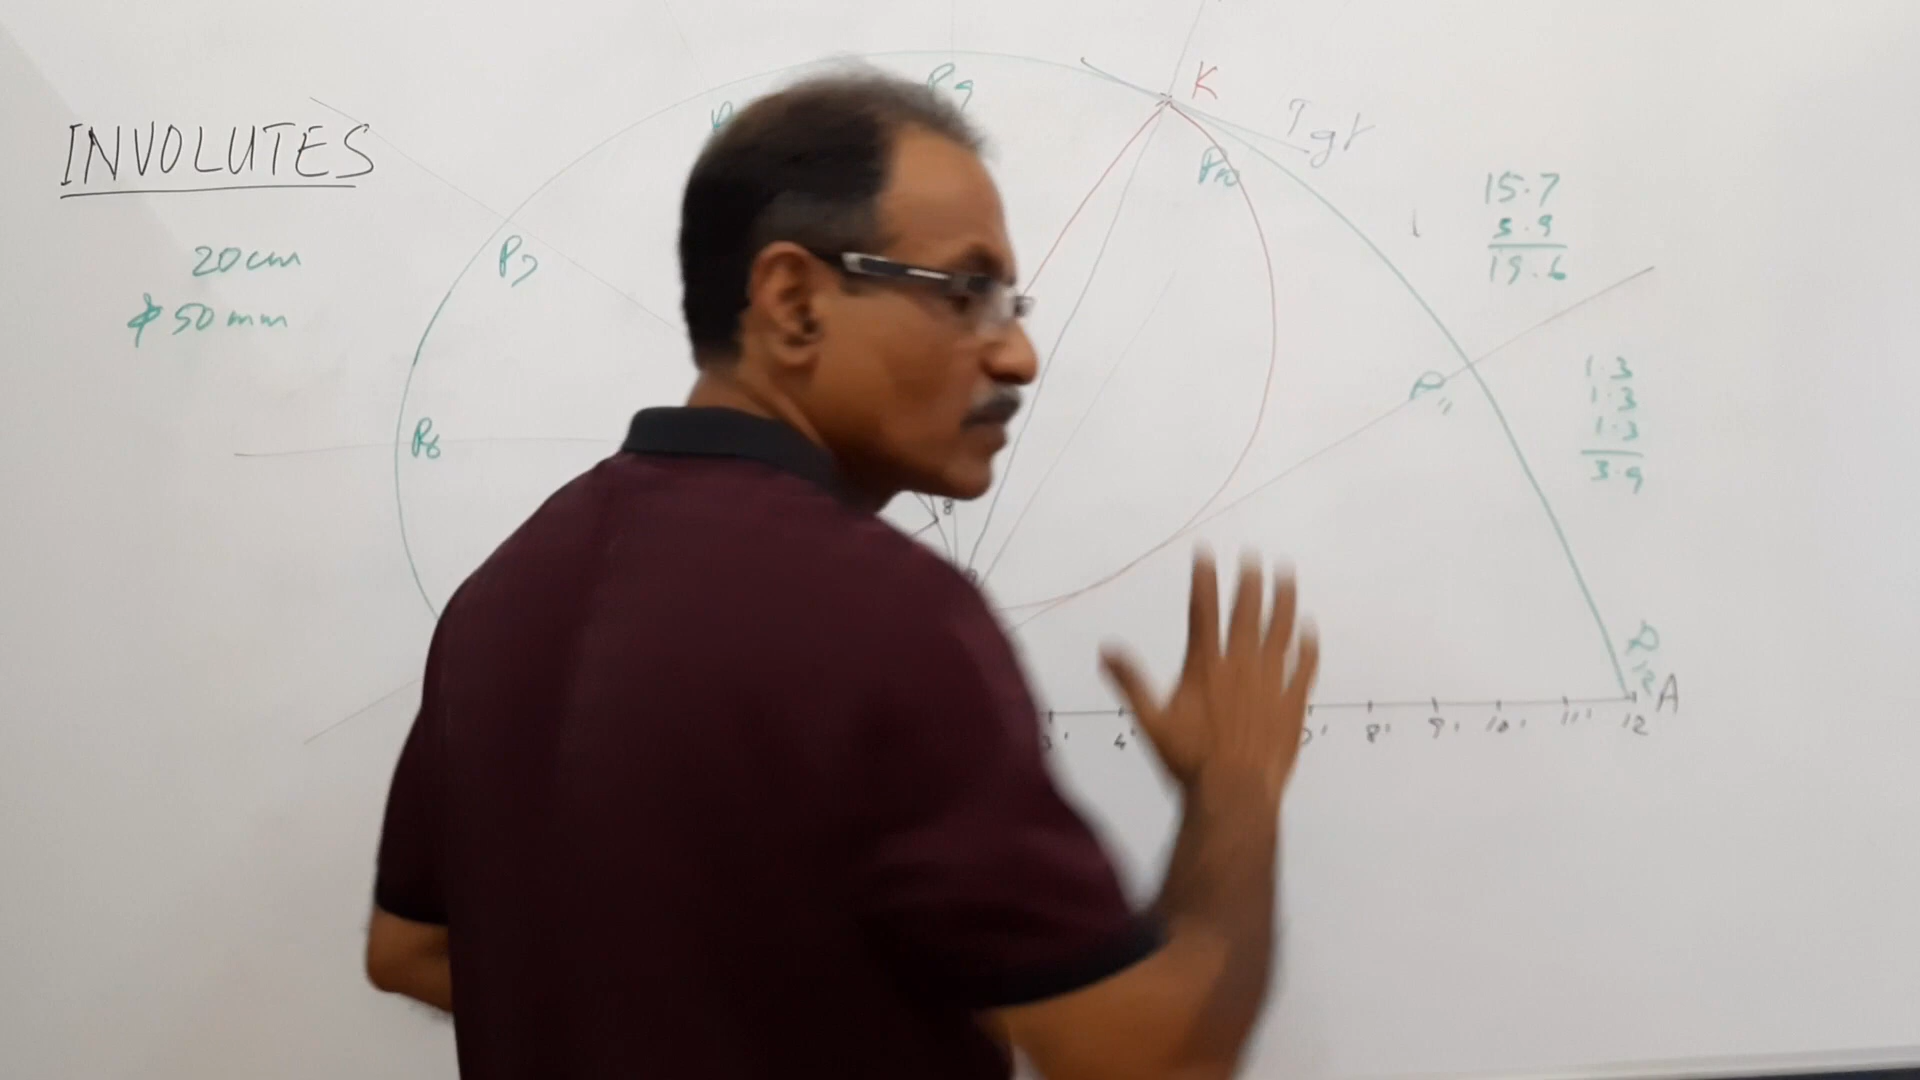 INVOLUTES
20cm
φ50mm
P9
K
Tgt
P10
P7
P6
P11
15.7
3.9
19.6
1.3
1.3
1.3
3.9
8
P12
A
3'
4'
8'
9'
10'
11'
12